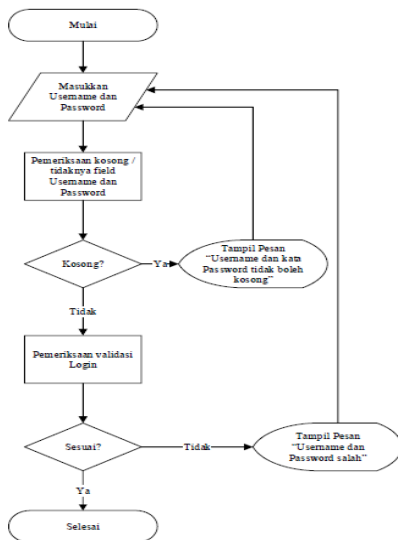 Mulai
Masukkan
Username dan
Password
Pemeriksaan kosong /
tidaknya field
Username dan
Password
Kosong?
Ya
Tampil Pesan
"Username dan kata
Password tidak boleh
kosong"
Tidak
Pemeriksaan validasi
Login
Sesuai?
Tidak
Tampil Pesan
"Username dan
Password salah"
Ya
Selesai